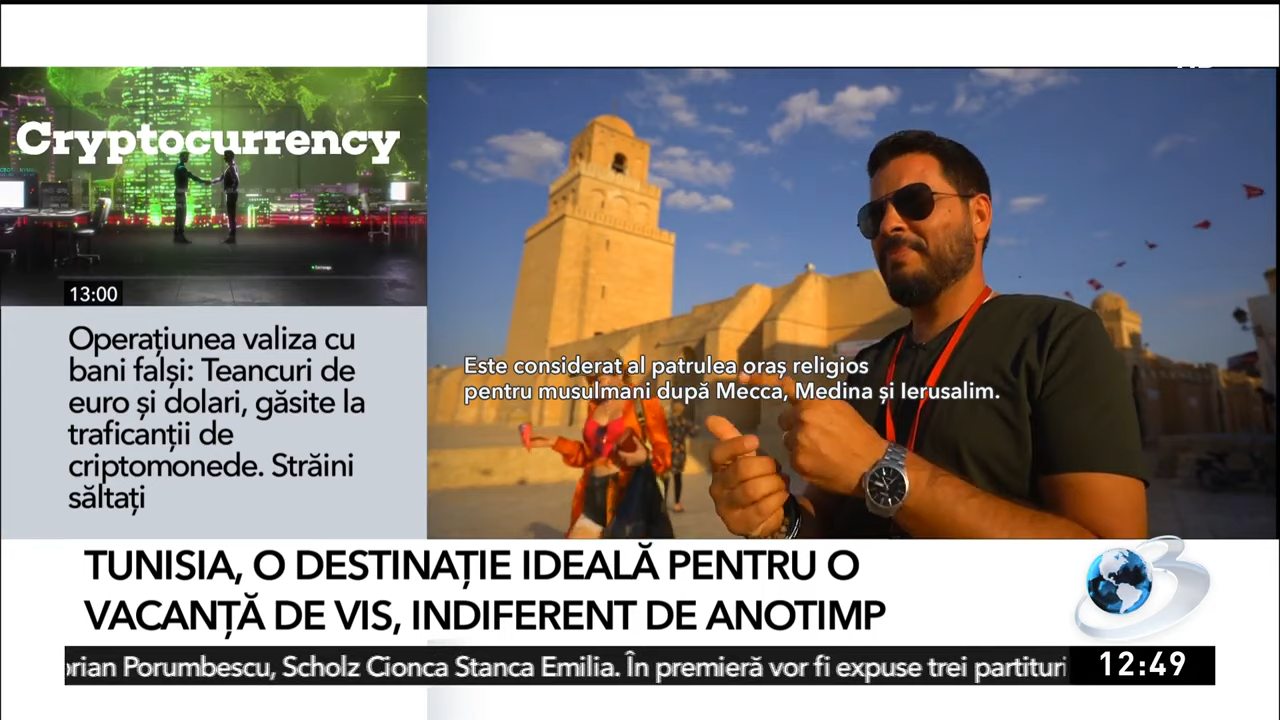 Cryptocurrency
13:00
Operațiunea valiza cu
bani falși: Teancuri de
euro și dolari, găsite la
traficanții de
criptomonede. Străini
săltați
Este considerat al patrulea oraș religios
pentru musulmani după Mecca, Medina și Ierusalim.
TUNISIA, O DESTINAȚIE IDEALĂ PENTRU O
VACANȚĂ DE VIS, INDIFERENT DE ANOTIMP
3
orian Porumbescu, Scholz Cionca Stanca Emilia. În premieră vor fi expuse trei partituri
12:49